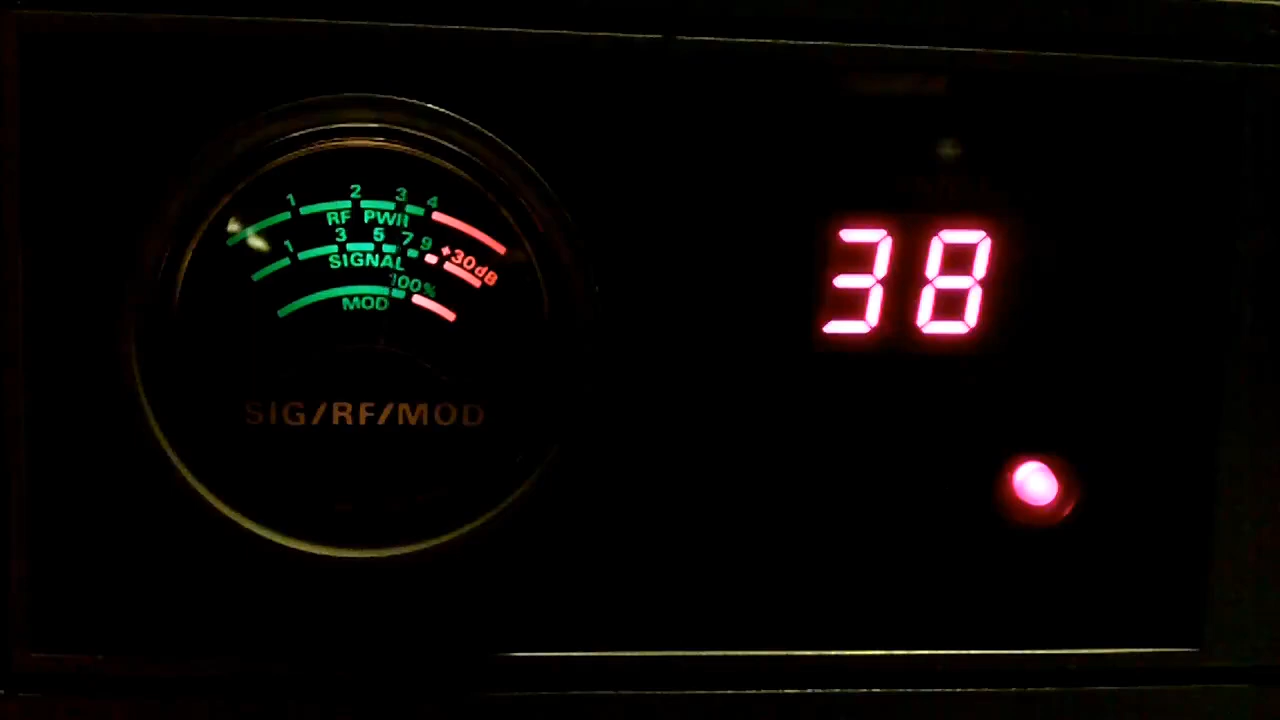 1 2 3 4
RF PWR
1 3 5 7 9 +30dB
SIGNAL
100%
MOD
SIG/RF/MOD
38